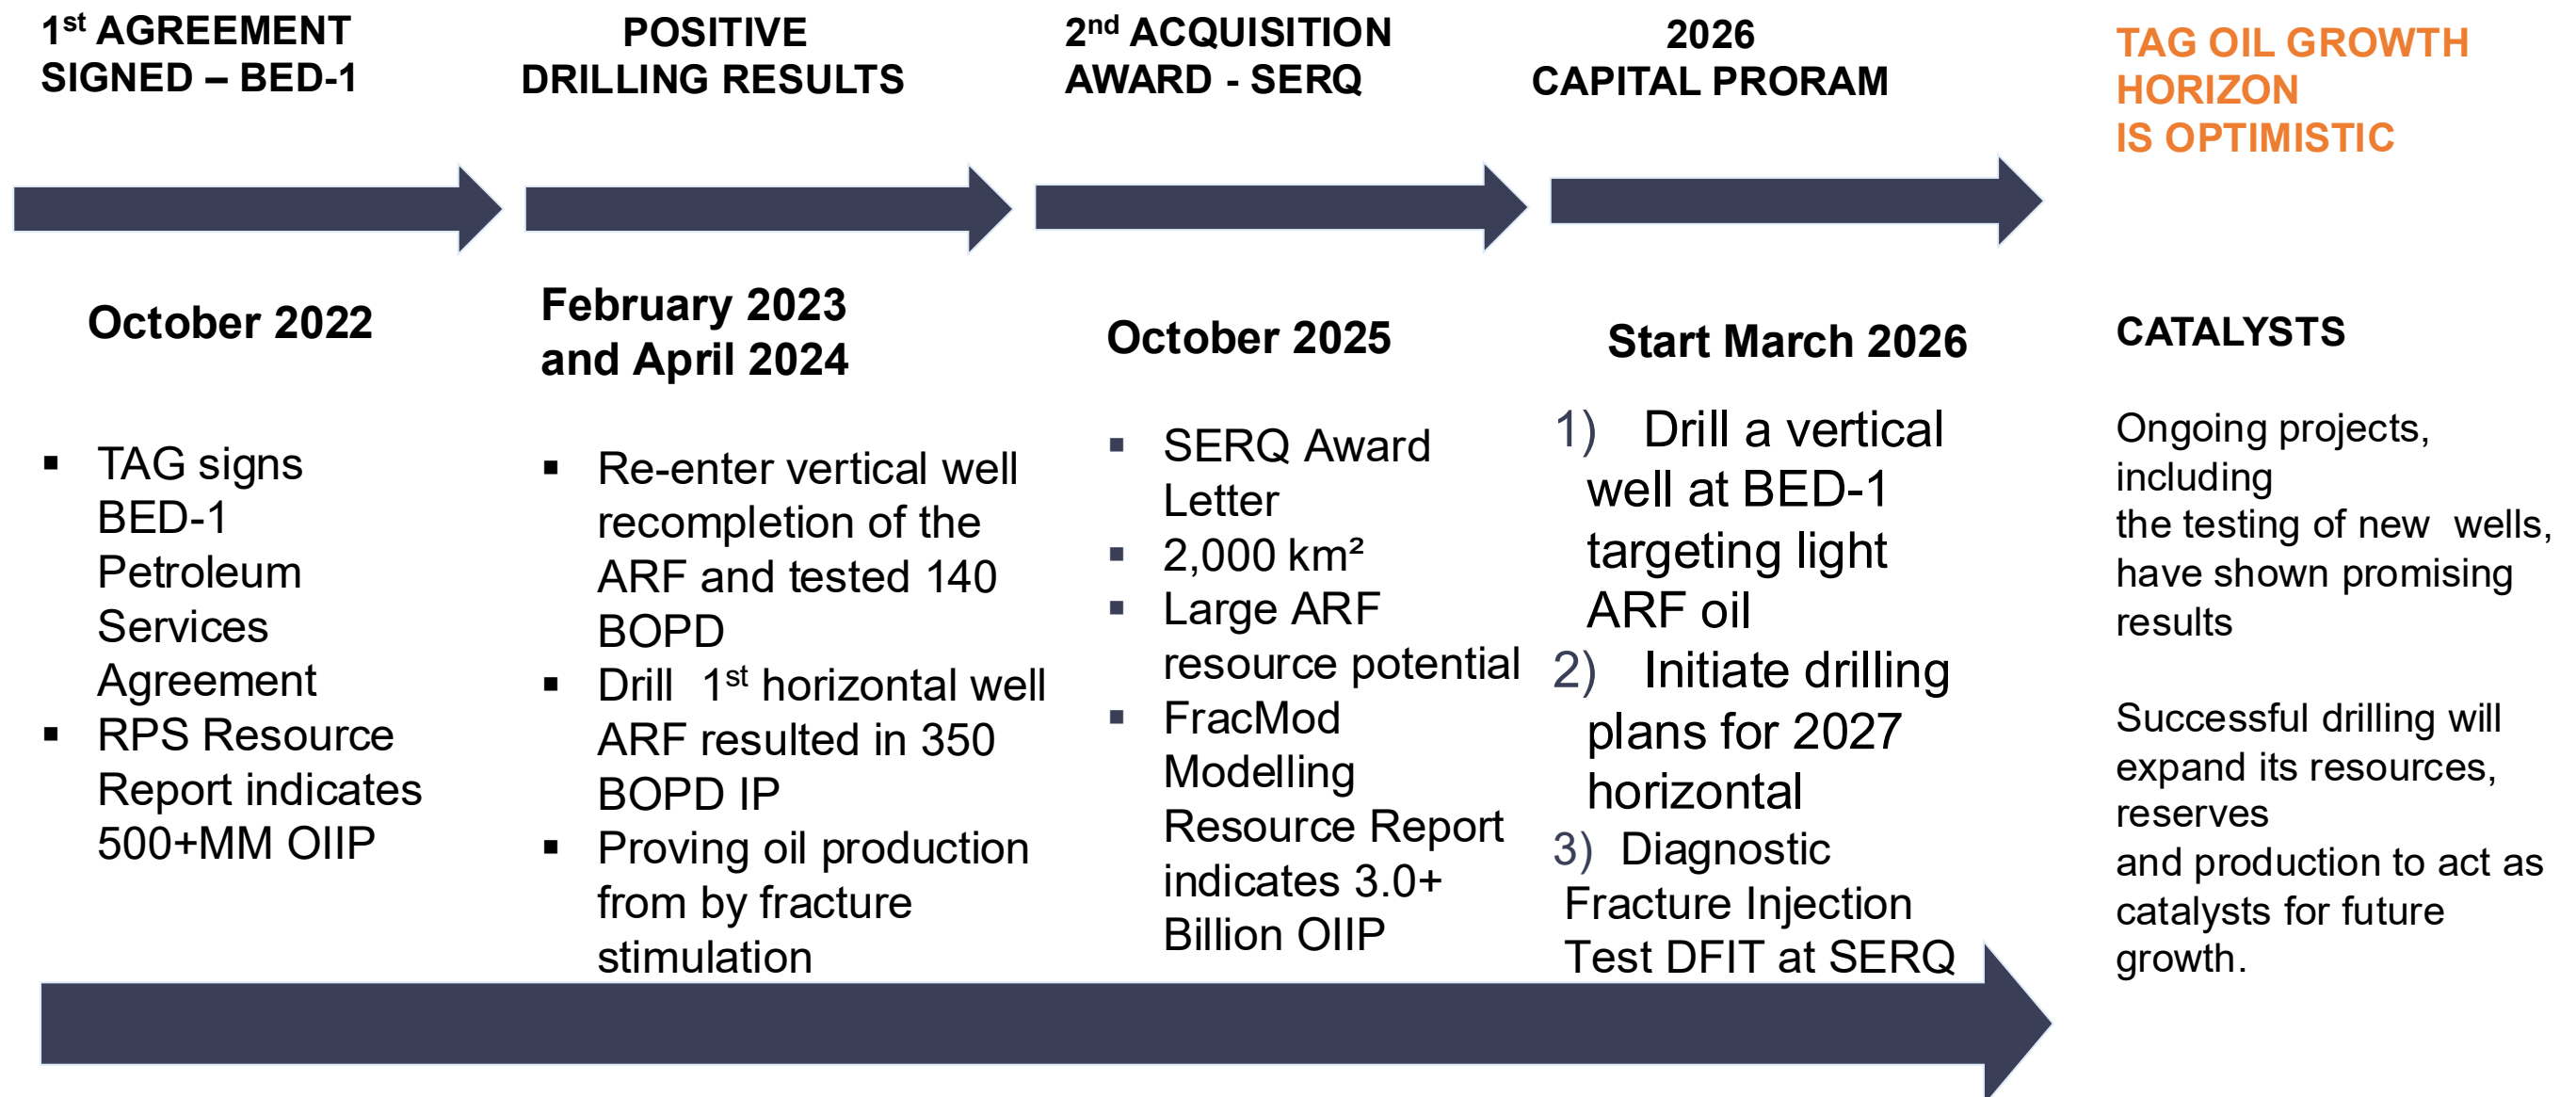 1st AGREEMENT
SIGNED – BED-1
POSITIVE
DRILLING RESULTS
2nd ACQUISITION
AWARD - SERQ
2026
CAPITAL PRORAM
TAG OIL GROWTH
HORIZON
IS OPTIMISTIC
October 2022
▪ TAG signs
BED-1
Petroleum
Services
Agreement
▪ RPS Resource
Report indicates
500+MM OIIP
February 2023
and April 2024
▪ Re-enter vertical well
recompletion of the
ARF and tested 140
BOPD
▪ Drill 1st horizontal well
ARF resulted in 350
BOPD IP
▪ Proving oil production
from by fracture
stimulation
October 2025
▪ SERQ Award
Letter
▪ 2,000 km²
▪ Large ARF
resource potential
▪ FracMod
Modelling
Resource Report
indicates 3.0+
Billion OIIP
Start March 2026
1) Drill a vertical
well at BED-1
targeting light
ARF oil
2) Initiate drilling
plans for 2027
horizontal
3) Diagnostic
Fracture Injection
Test DFIT at SERQ
CATALYSTS
Ongoing projects,
including
the testing of new wells,
have shown promising
results
Successful drilling will
expand its resources,
reserves
and production to act as
catalysts for future
growth.